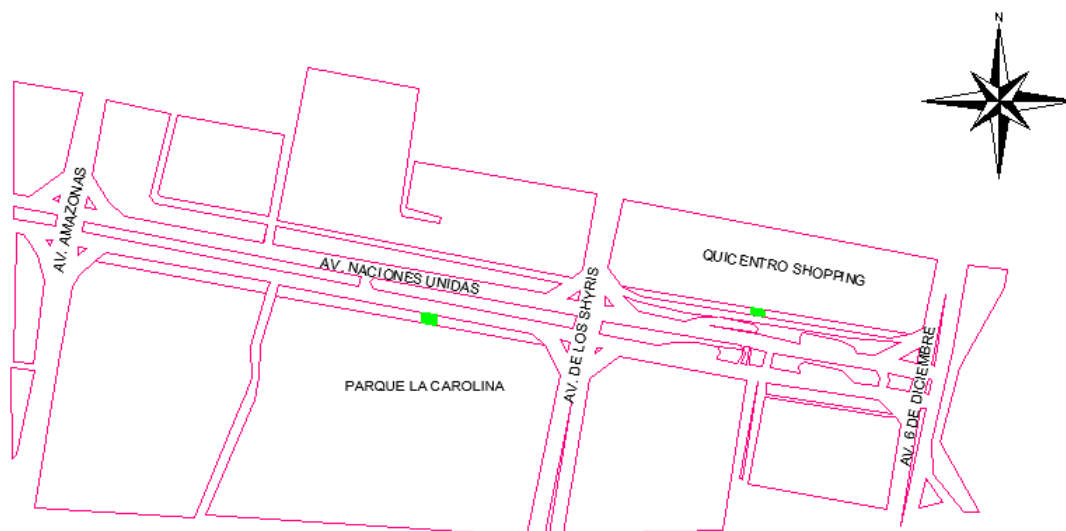 N
AV. AMAZONAS
AV. NACIONES UNIDAS
AV. DE LOS SHYRIS
QUICENTRO SHOPPING
PARQUE LA CAROLINA
AV. 6 DE DICIEMBRE